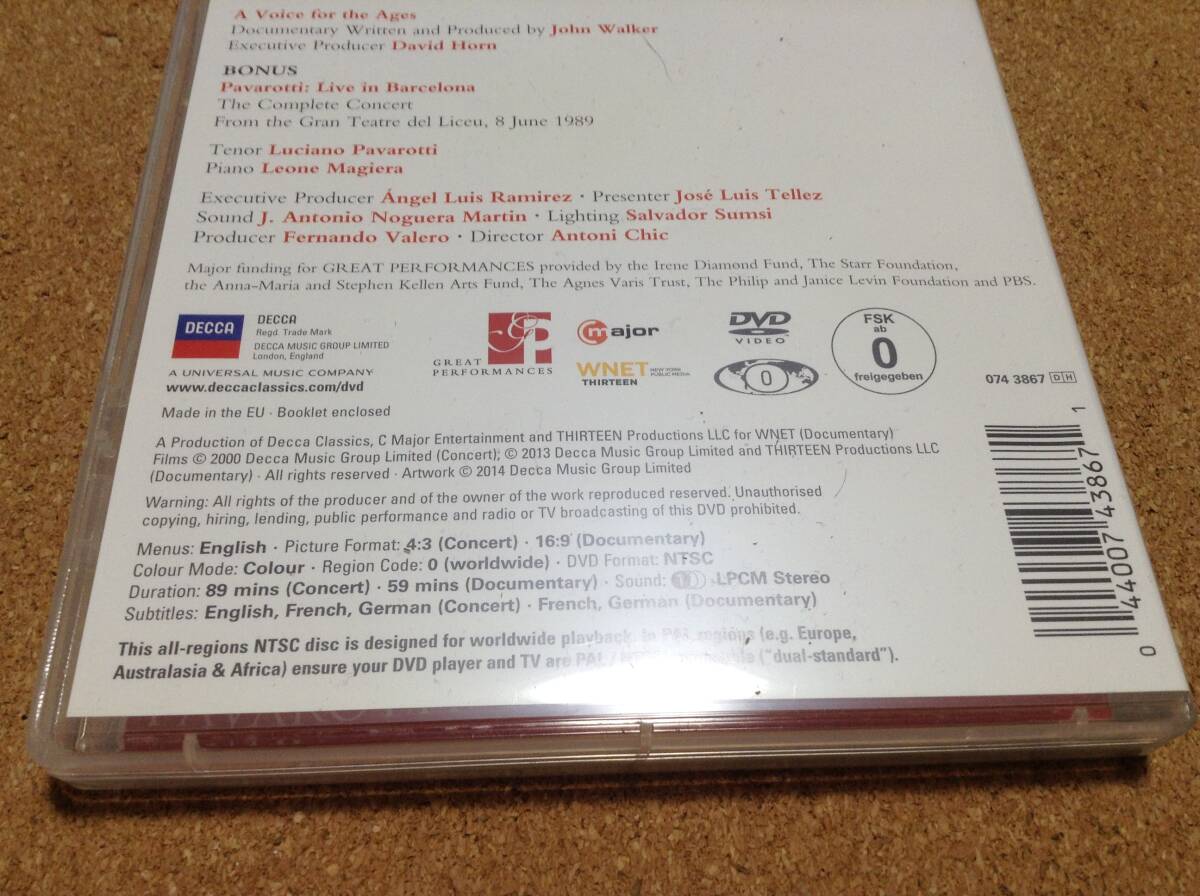 A Voice for the Ages
Documentary Written and Produced by John Walker
Executive Producer David Horn
BONUS
Pavarotti: Live in Barcelona
The Complete Concert
From the Gran Teatre del Liceu, 8 June 1989
Tenor Luciano Pavarotti
Piano Leone Magiera
Executive Producer Ángel Luis Ramirez · Presenter José Luis Tellez
Sound J. Antonio Noguera Martin · Lighting Salvador Sumsi
Producer Fernando Valero · Director Antoni Chic
Major funding for GREAT PERFORMANCES provided by the Irene Diamond Fund, The Starr Foundation,
the Anna-Maria and Stephen Kellen Arts Fund, The Agnes Varis Trust, The Philip and Janice Levin Foundation and PBS.
DECCA
DECCA
Regd. Trade Mark
DECCA MUSIC GROUP LIMITED
London, England
A UNIVERSAL MUSIC COMPANY
www.deccaclassics.com/dvd
GP
GREAT
PERFORMANCES
C major
WNET NEW YORK PUBLIC MEDIA
THIRTEEN
DVD
VIDEO
0
FSK
ab
0
freigegeben
074 3867 DH
Made in the EU · Booklet enclosed
A Production of Decca Classics, C Major Entertainment and THIRTEEN Productions LLC for WNET (Documentary)
Films © 2000 Decca Music Group Limited (Concert); © 2013 Decca Music Group Limited and THIRTEEN Productions LLC
(Documentary) · All rights reserved · Artwork © 2014 Decca Music Group Limited
Warning: All rights of the producer and of the owner of the work reproduced reserved. Unauthorised
copying, hiring, lending, public performance and radio or TV broadcasting of this DVD prohibited.
Menus: English · Picture Format: 4:3 (Concert) · 16:9 (Documentary)
Colour Mode: Colour · Region Code: 0 (worldwide) · DVD Format: NTSC
Duration: 89 mins (Concert) · 59 mins (Documentary) · Sound: LPCM Stereo
Subtitles: English, French, German (Concert) · French, German (Documentary)
This all-regions NTSC disc is designed for worldwide playback. In PAL regions (e.g. Europe,
Australasia & Africa) ensure your DVD player and TV are PAL / ("dual-standard").
0 44007 43867 1